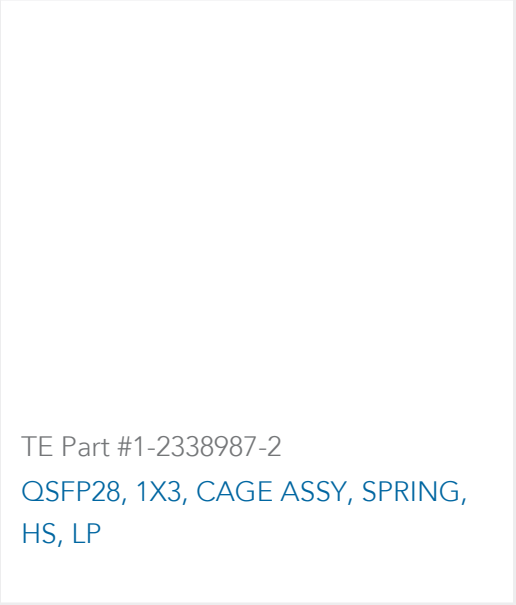 TE Part #1-2338987-2
QSFP28, 1X3, CAGE ASSY, SPRING,
HS, LP